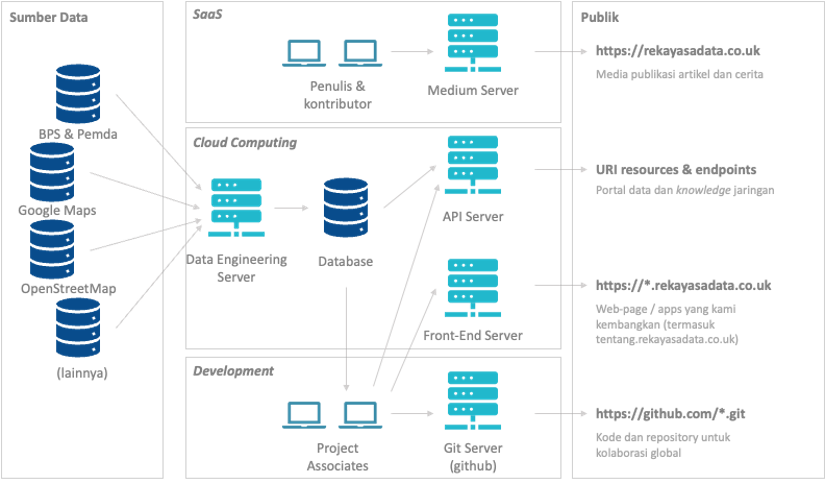 Sumber Data
BPS & Pemda
Google Maps
OpenStreetMap
(lainnya)
SaaS
Penulis &
kontributor
Medium Server
Cloud Computing
Data Engineering
Server
Database
API Server
Front-End Server
Development
Project
Associates
Git Server
(github)
Publik
https://rekayasadata.co.uk
Media publikasi artikel dan cerita
URI resources & endpoints
Portal data dan knowledge jaringan
https://*.rekayasadata.co.uk
Web-page / apps yang kami
kembangkan (termasuk
tentang.rekayasadata.co.uk)
https://github.com/*.git
Kode dan repository untuk
kolaborasi global